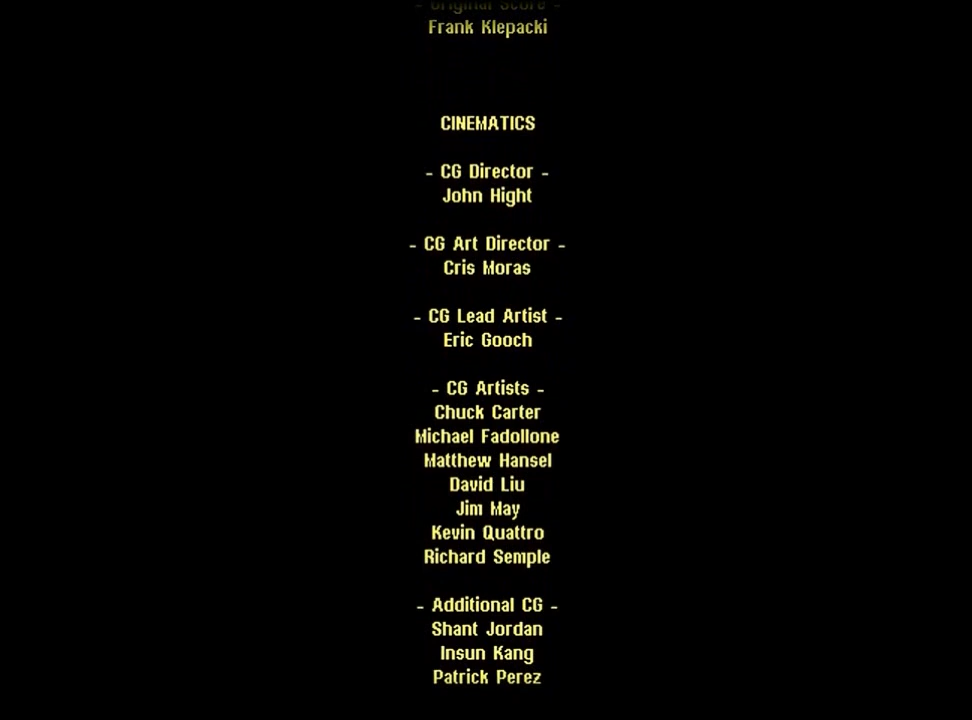 - Original Score -
Frank Klepacki
CINEMATICS
- CG Director -
John Hight
- CG Art Director -
Cris Moras
- CG Lead Artist -
Eric Gooch
- CG Artists -
Chuck Carter
Michael Fadollone
Matthew Hansel
David Liu
Jim May
Kevin Quattro
Richard Semple
- Additional CG -
Shant Jordan
Insun Kang
Patrick Perez